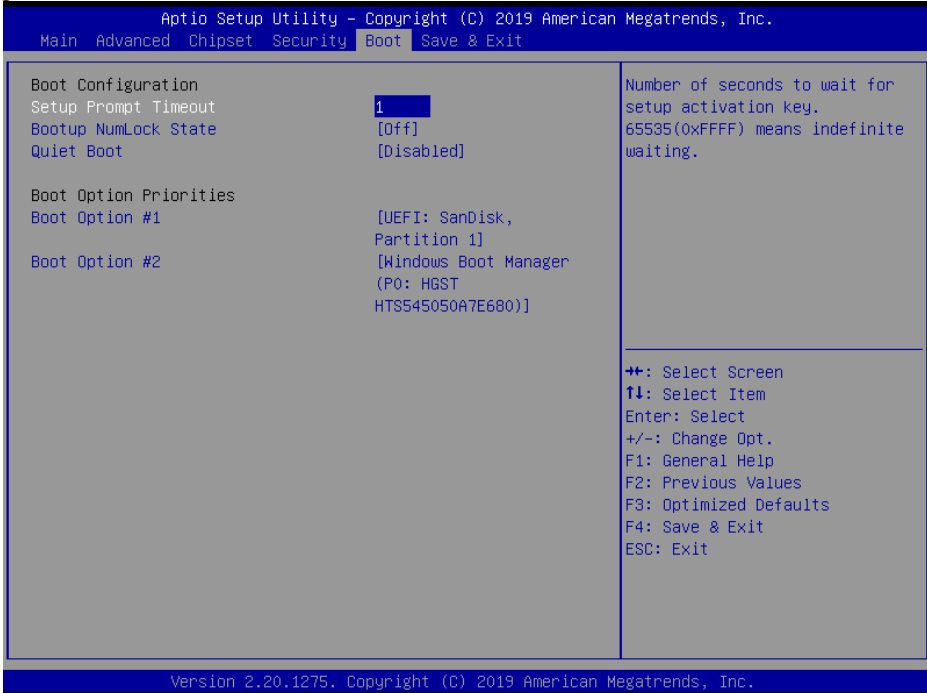 Aptio Setup Utility – Copyright (C) 2019 American Megatrends, Inc.
Main Advanced Chipset Security Boot Save & Exit
Boot Configuration
Setup Prompt Timeout 1
Bootup NumLock State [Off]
Quiet Boot [Disabled]
Boot Option Priorities
Boot Option #1 [UEFI: SanDisk,
Partition 1]
Boot Option #2 [Windows Boot Manager
(P0: HGST
HTS545050A7E680)]
Number of seconds to wait for
setup activation key.
65535(0xFFFF) means indefinite
waiting.
→←: Select Screen
↑↓: Select Item
Enter: Select
+/-: Change Opt.
F1: General Help
F2: Previous Values
F3: Optimized Defaults
F4: Save & Exit
ESC: Exit
Version 2.20.1275. Copyright (C) 2019 American Megatrends, Inc.